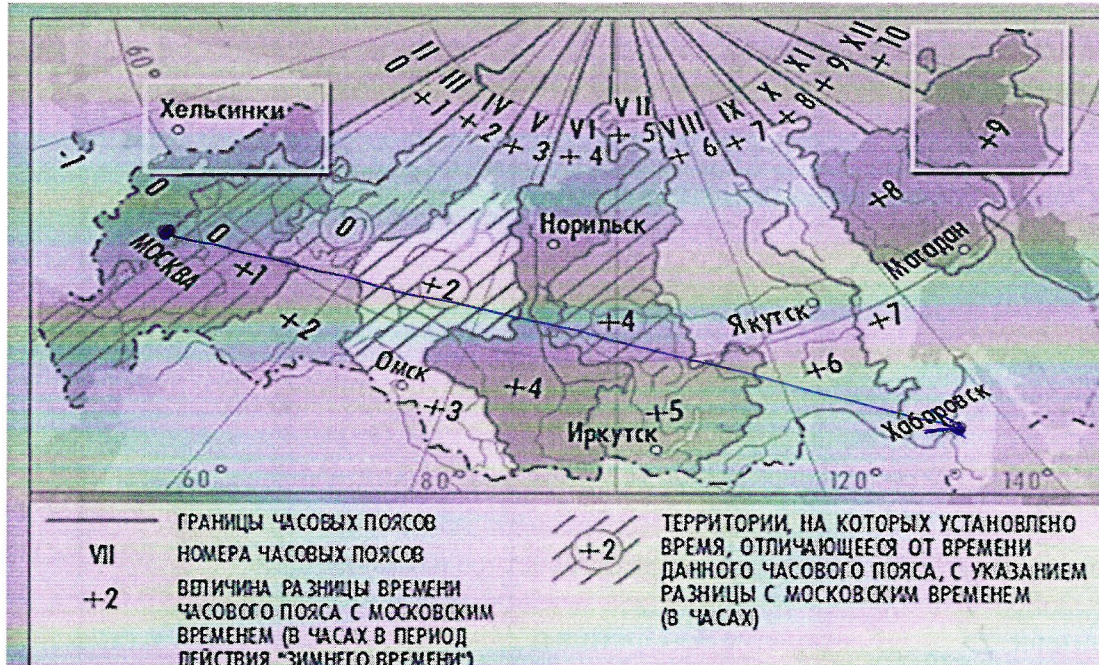 60°
Хельсинки
II
0
III
+1
IV
+2
V
+3
VI
+4
VII
+5
VIII
+6
IX
+7
X
+8
XI
+9
XII
+10
+9
-1
0
0
0
МОСКВА
+1
+2
+2
Норильск
+4
+8
Магадан
Якутск
+7
+6
Омск
+3
+4
+5
Иркутск
Хабаровск
60°
80°
120°
140°
ГРАНИЦЫ ЧАСОВЫХ ПОЯСОВ
VII НОМЕРА ЧАСОВЫХ ПОЯСОВ
+2 ВЕЛИЧИНА РАЗНИЦЫ ВРЕМЕНИ
ЧАСОВОГО ПОЯСА С МОСКОВСКИМ
ВРЕМЕНЕМ (В ЧАСАХ В ПЕРИОД
ДЕЙСТВИЯ "ЗИМНЕГО ВРЕМЕНИ")
+2 ТЕРРИТОРИИ, НА КОТОРЫХ УСТАНОВЛЕНО
ВРЕМЯ, ОТЛИЧАЮЩЕЕСЯ ОТ ВРЕМЕНИ
ДАННОГО ЧАСОВОГО ПОЯСА, С УКАЗАНИЕМ
РАЗНИЦЫ С МОСКОВСКИМ ВРЕМЕНЕМ
(В ЧАСАХ)